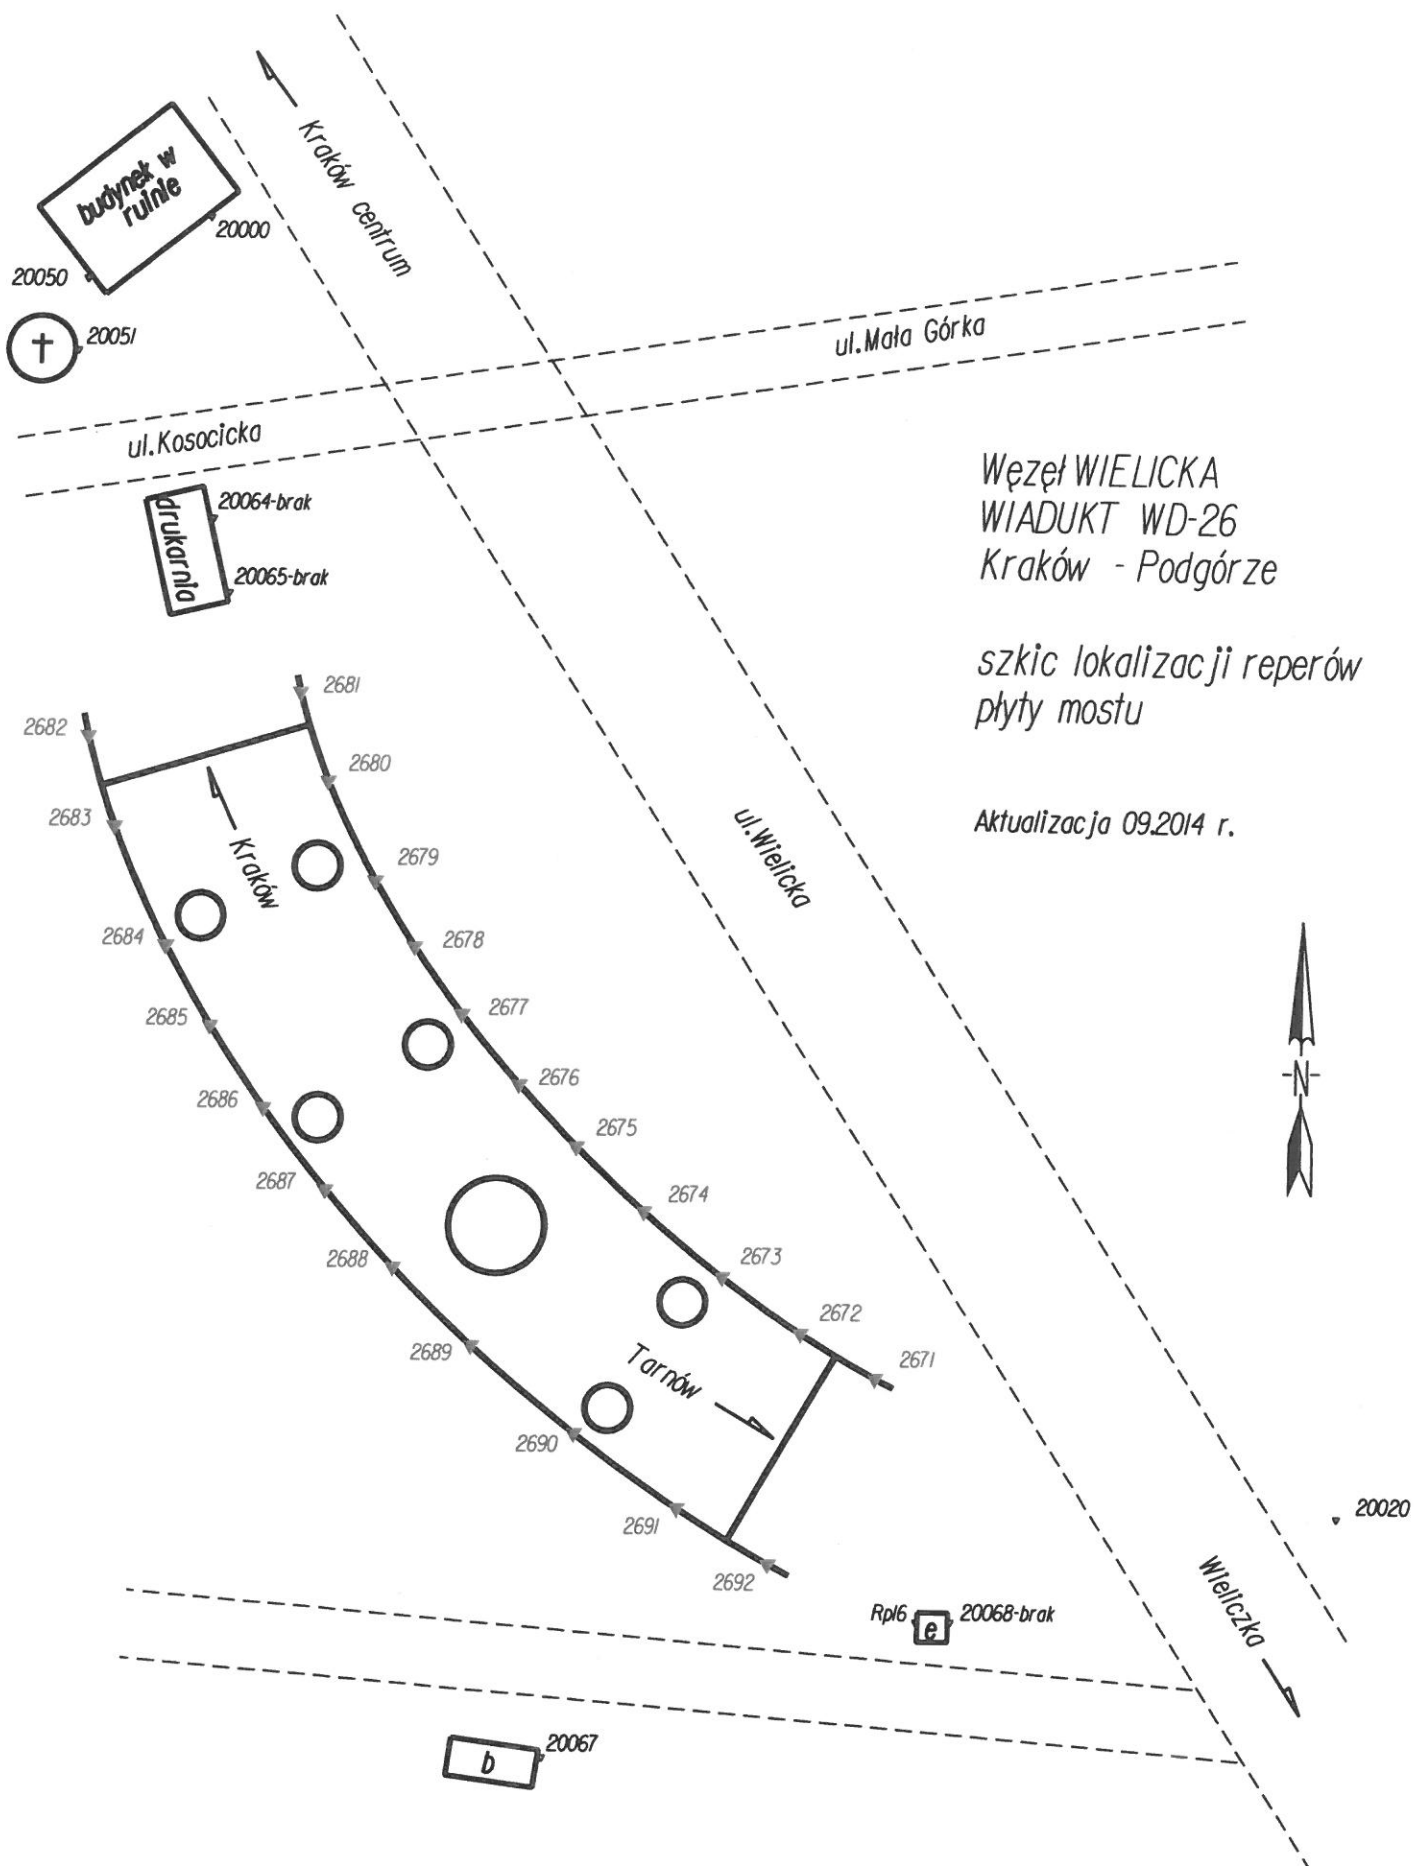 Kraków centrum
budynek w
ruinie
20000
20050
20051
ul.Mała Górka
ul.Kosocicka
Węzeł WIELICKA
WIADUKT WD-26
Kraków - Podgórze
drukarnia
20064-brak
20065-brak
szkic lokalizacji reperów
płyty mostu
2681
2682
2680
2683
Aktualizacja 09.2014 r.
ul.Wielicka
Kraków
2679
2684
2678
2685
2677
N
2686
2676
2675
2687
2674
2688
2673
2672
2689
Tarnów
2671
2690
2691
20020
2692
Wieliczka
Rp16
e
20068-brak
b
20067